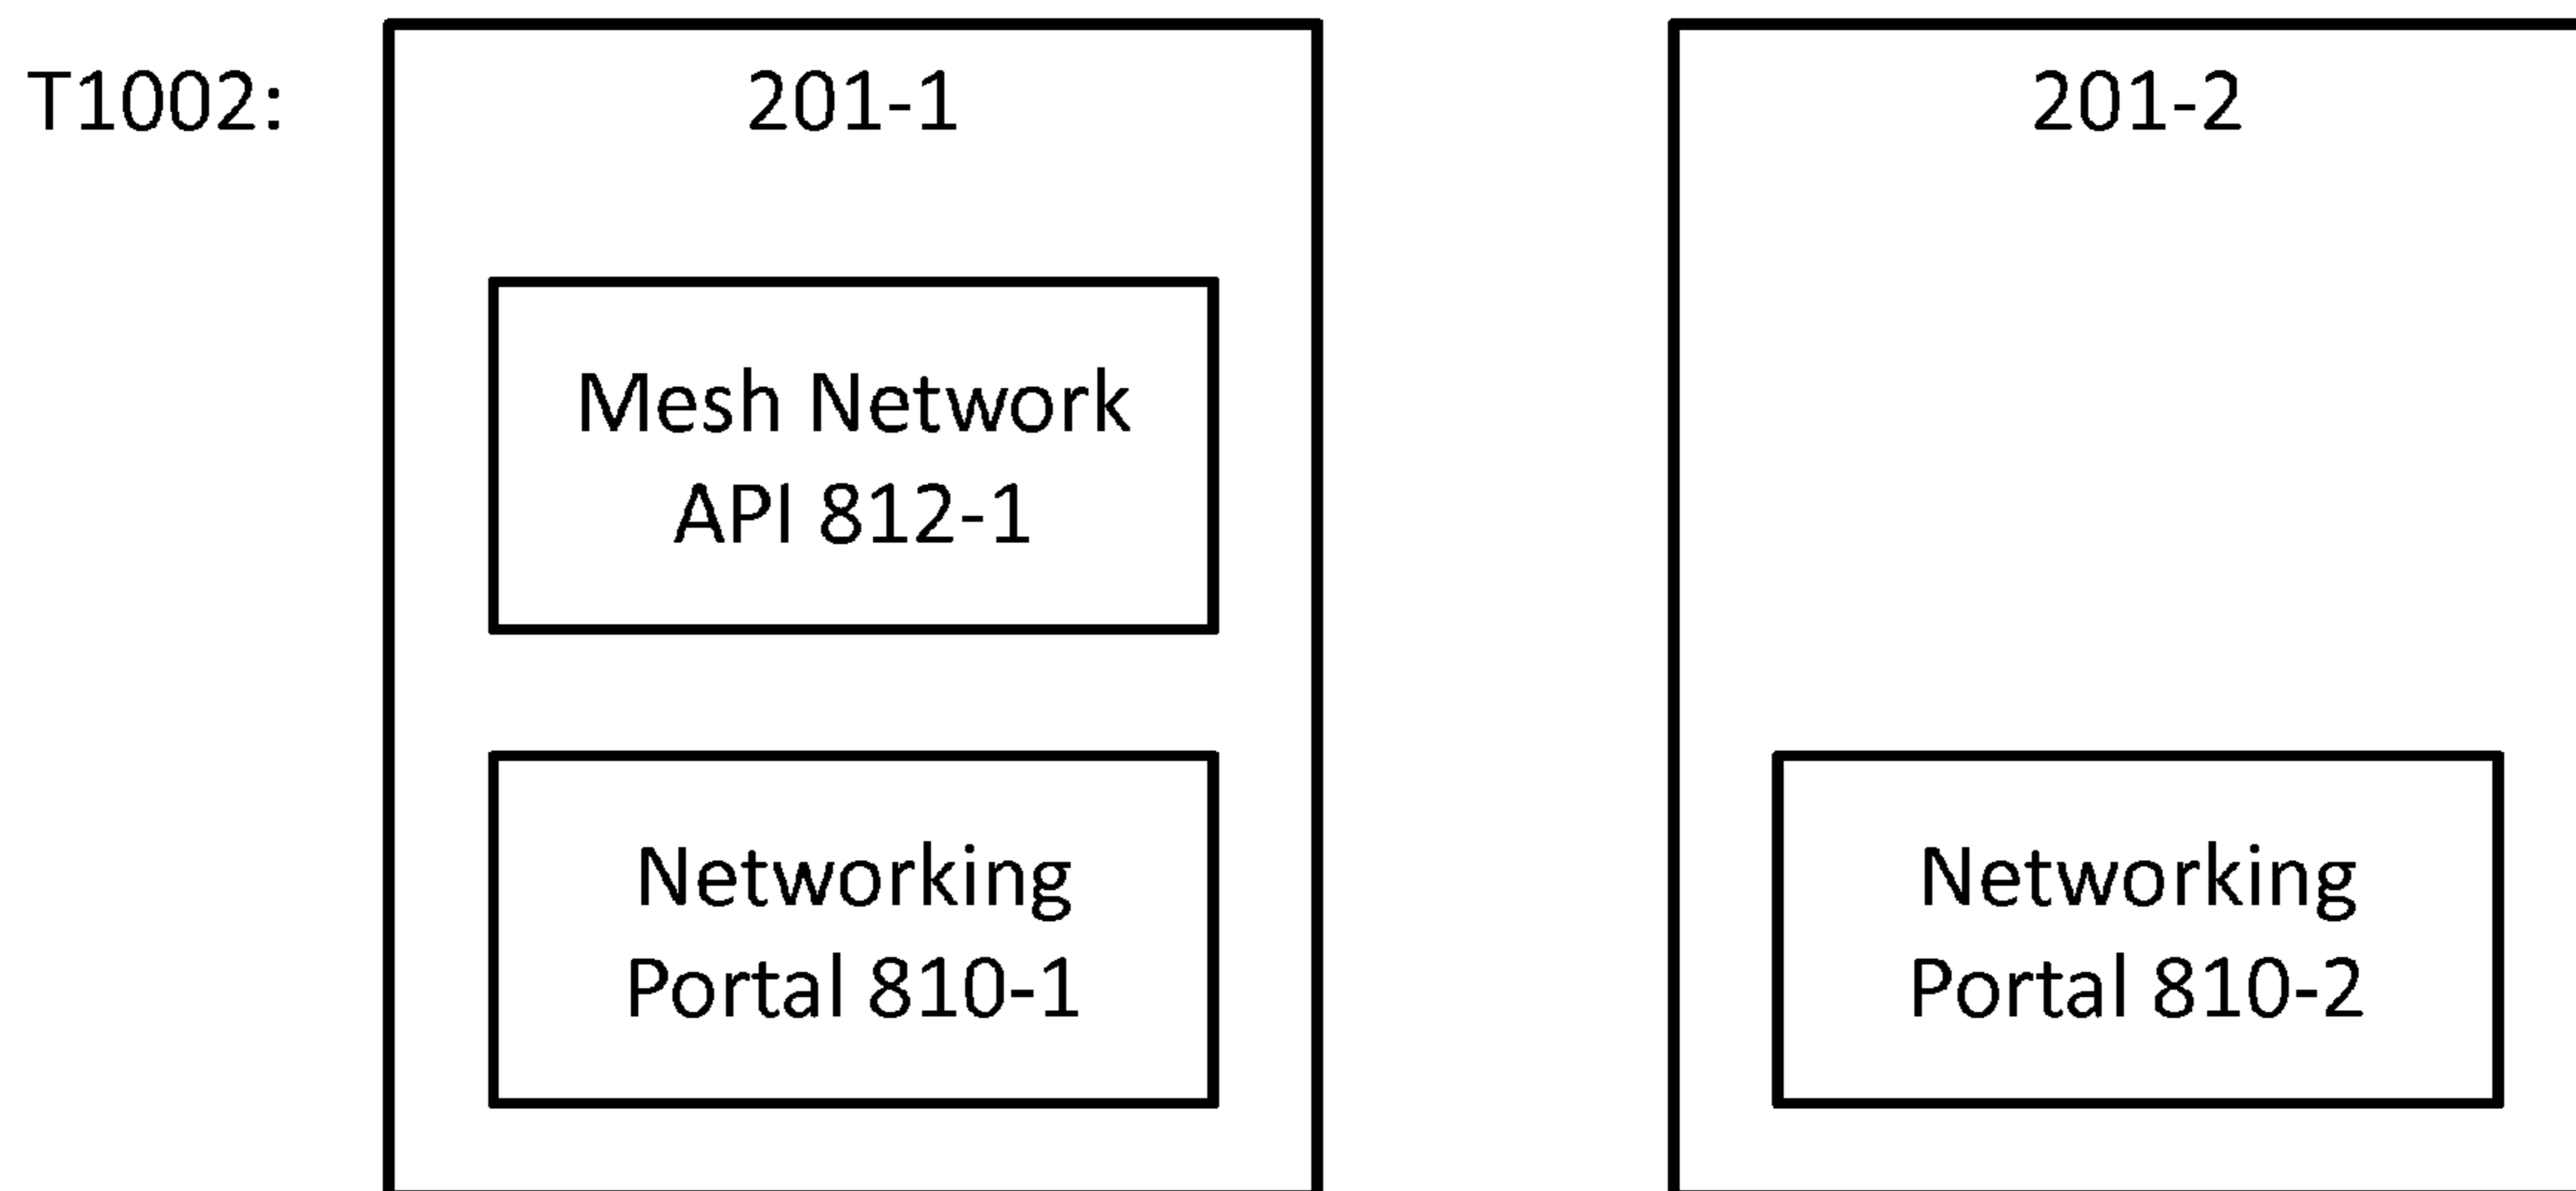 T1002:
201-1
Mesh Network
API 812-1
Networking
Portal 810-1
201-2
Networking
Portal 810-2